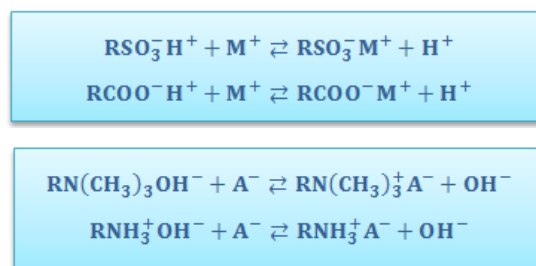 RSO₃⁻H⁺ + M⁺ ⇄ RSO₃⁻M⁺ + H⁺
RCOO⁻H⁺ + M⁺ ⇄ RCOO⁻M⁺ + H⁺
RN(CH₃)₃OH⁻ + A⁻ ⇄ RN(CH₃)₃⁺A⁻ + OH⁻
RNH₃⁺OH⁻ + A⁻ ⇄ RNH₃⁺A⁻ + OH⁻